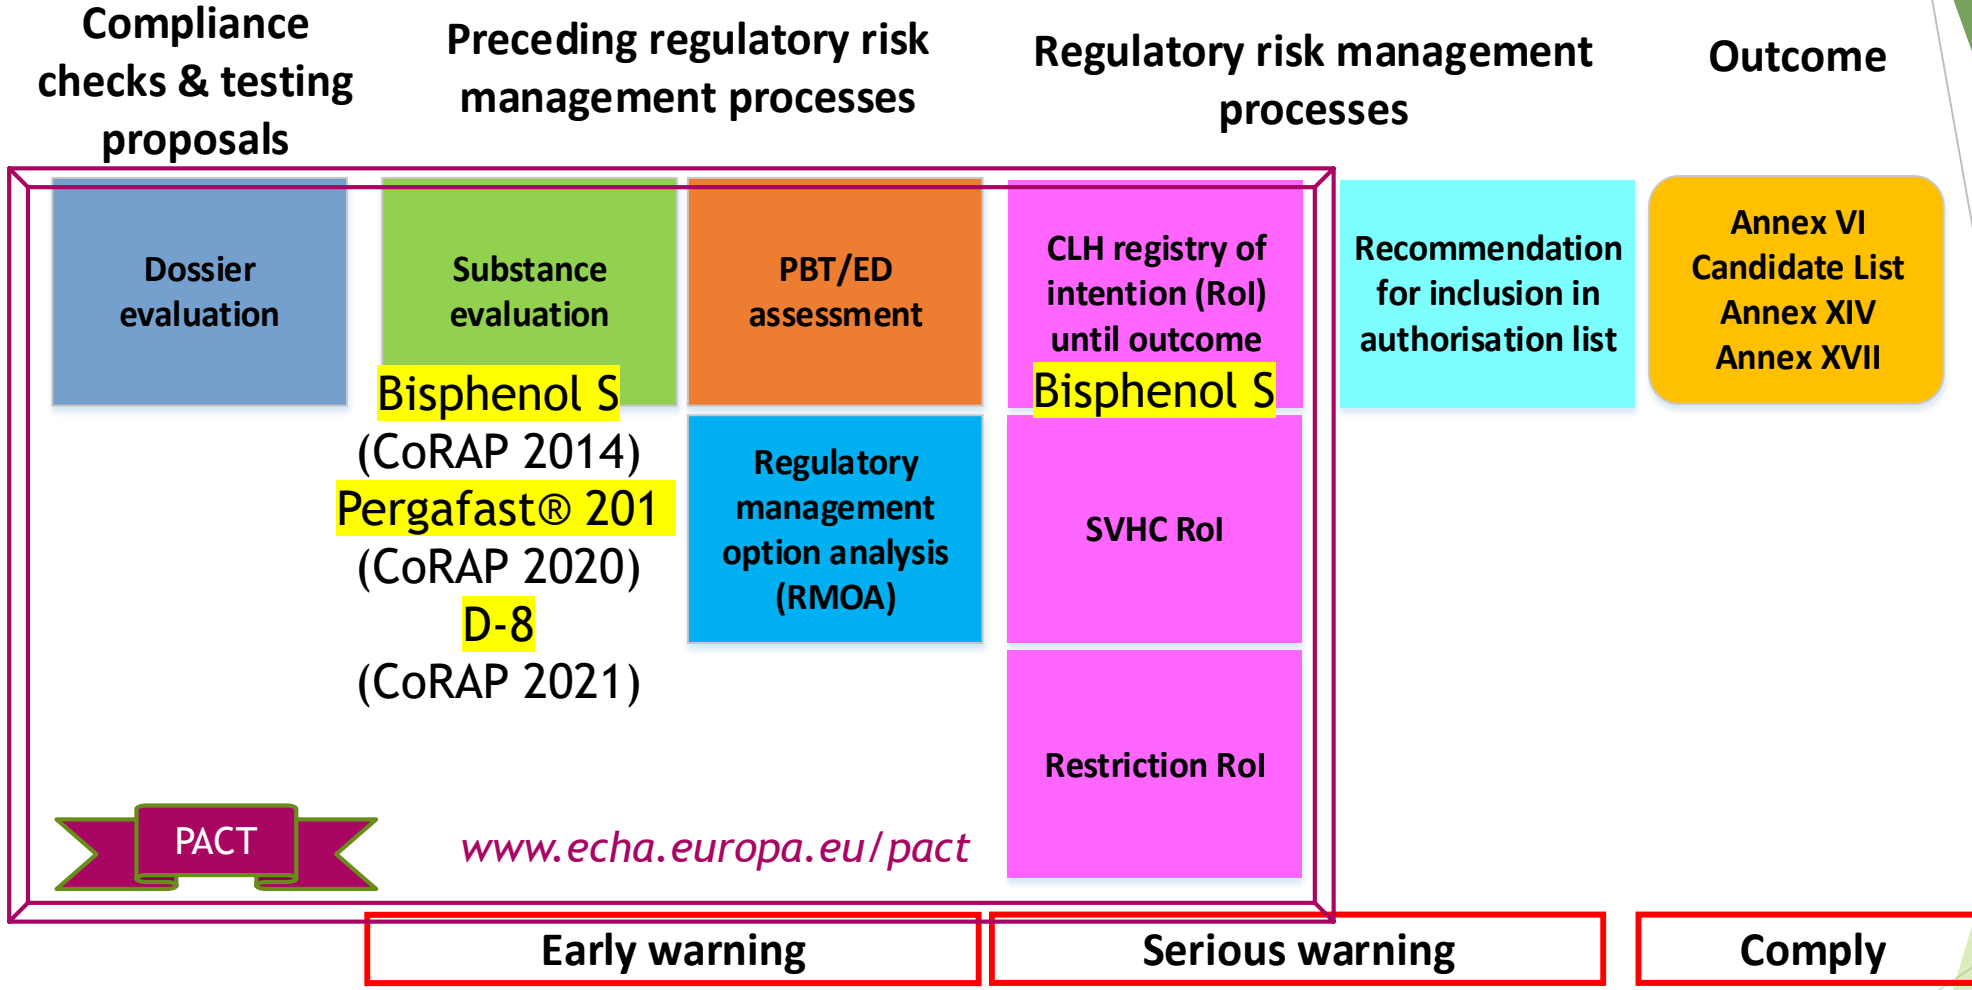 Compliance
checks & testing
proposals
Preceding regulatory risk
management processes
Regulatory risk management
processes
Outcome
Dossier
evaluation
Substance
evaluation
Bisphenol S
(CoRAP 2014)
Pergafast® 201
(CoRAP 2020)
D-8
(CoRAP 2021)
PBT/ED
assessment
Regulatory
management
option analysis
(RMOA)
CLH registry of
intention (RoI)
until outcome
Bisphenol S
SVHC RoI
Restriction RoI
Recommendation
for inclusion in
authorisation list
Annex VI
Candidate List
Annex XIV
Annex XVII
PACT
www.echa.europa.eu/pact
Early warning
Serious warning
Comply